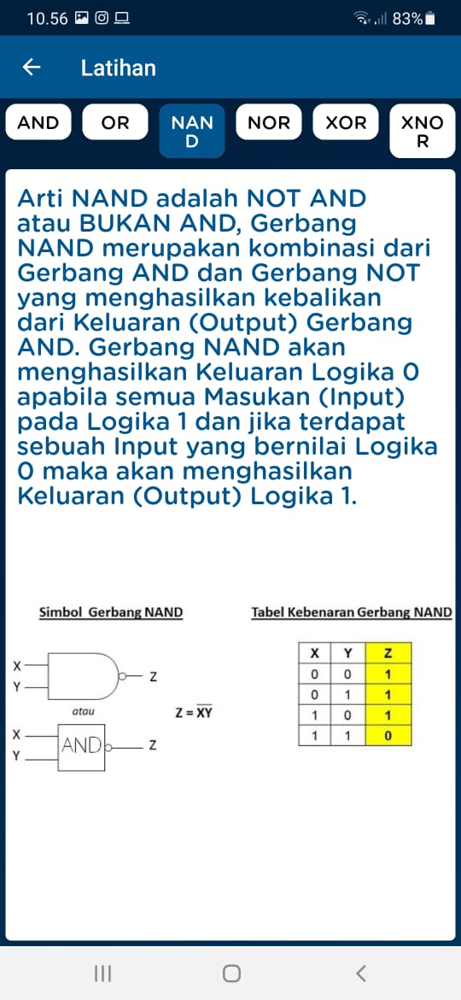 10.56 83%
Latihan
AND OR NAN NOR XOR XNO
D R
Arti NAND adalah NOT AND
atau BUKAN AND, Gerbang
NAND merupakan kombinasi dari
Gerbang AND dan Gerbang NOT
yang menghasilkan kebalikan
dari Keluaran (Output) Gerbang
AND. Gerbang NAND akan
menghasilkan Keluaran Logika 0
apabila semua Masukan (Input)
pada Logika 1 dan jika terdapat
sebuah Input yang bernilai Logika
0 maka akan menghasilkan
Keluaran (Output) Logika 1.
Simbol Gerbang NAND
X
Y
Z
atau
X
Y
AND
Z
Z = X̅Y̅
Tabel Kebenaran Gerbang NAND
X Y Z
0 0 1
0 1 1
1 0 1
1 1 0